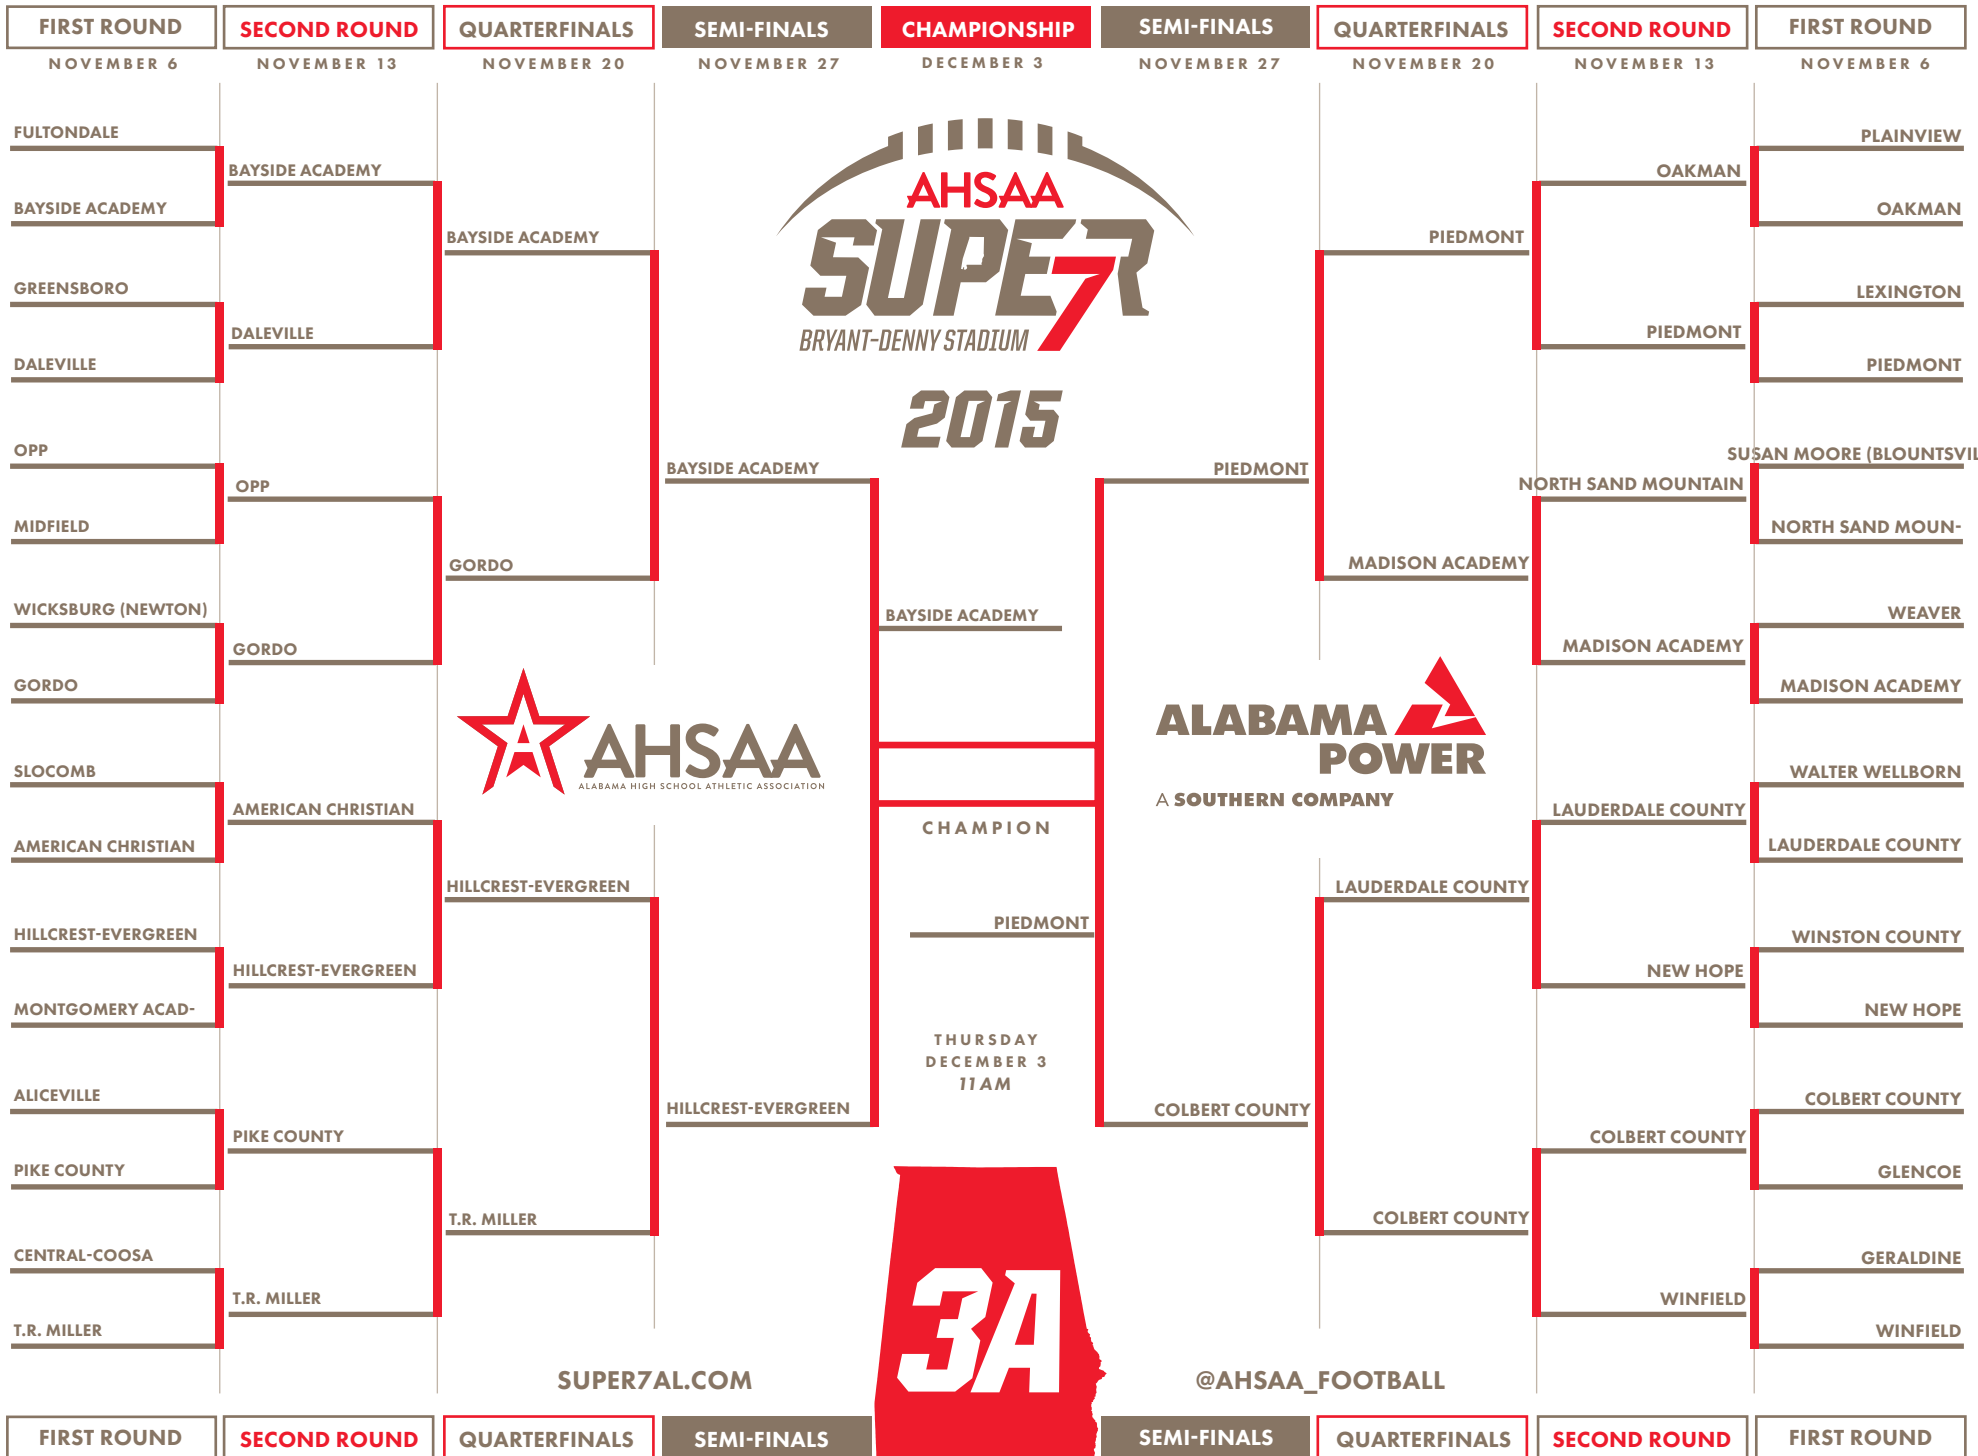 FIRST ROUND
SECOND ROUND
QUARTERFINALS
SEMI-FINALS
CHAMPIONSHIP
SEMI-FINALS
QUARTERFINALS
SECOND ROUND
FIRST ROUND
NOVEMBER 6
NOVEMBER 13
NOVEMBER 20
NOVEMBER 27
DECEMBER 3
NOVEMBER 27
NOVEMBER 20
NOVEMBER 13
NOVEMBER 6
FULTONDALE
BAYSIDE ACADEMY
GREENSBORO
DALEVILLE
OPP
MIDFIELD
WICKSBURG (NEWTON)
GORDO
SLOCOMB
AMERICAN CHRISTIAN
HILLCREST-EVERGREEN
MONTGOMERY ACAD-
ALICEVILLE
PIKE COUNTY
CENTRAL-COOSA
T.R. MILLER
BAYSIDE ACADEMY
DALEVILLE
OPP
GORDO
AMERICAN CHRISTIAN
HILLCREST-EVERGREEN
PIKE COUNTY
T.R. MILLER
BAYSIDE ACADEMY
GORDO
HILLCREST-EVERGREEN
T.R. MILLER
BAYSIDE ACADEMY
HILLCREST-EVERGREEN
AHSAA
SUPER
7
BRYANT-DENNY STADIUM
2015
BAYSIDE ACADEMY
AHSAA
ALABAMA HIGH SCHOOL ATHLETIC ASSOCIATION
CHAMPION
PIEDMONT
THURSDAY
DECEMBER 3
11 AM
ALABAMA
POWER
A SOUTHERN COMPANY
PIEDMONT
COLBERT COUNTY
PIEDMONT
MADISON ACADEMY
LAUDERDALE COUNTY
COLBERT COUNTY
OAKMAN
PIEDMONT
NORTH SAND MOUNTAIN
MADISON ACADEMY
LAUDERDALE COUNTY
NEW HOPE
COLBERT COUNTY
WINFIELD
PLAINVIEW
OAKMAN
LEXINGTON
PIEDMONT
SUSAN MOORE (BLOUNTSVIL
NORTH SAND MOUN-
WEAVER
MADISON ACADEMY
WALTER WELLBORN
LAUDERDALE COUNTY
WINSTON COUNTY
NEW HOPE
COLBERT COUNTY
GLENCOE
GERALDINE
WINFIELD
3A
SUPER7AL.COM
@AHSAA_FOOTBALL
FIRST ROUND
SECOND ROUND
QUARTERFINALS
SEMI-FINALS
SEMI-FINALS
QUARTERFINALS
SECOND ROUND
FIRST ROUND